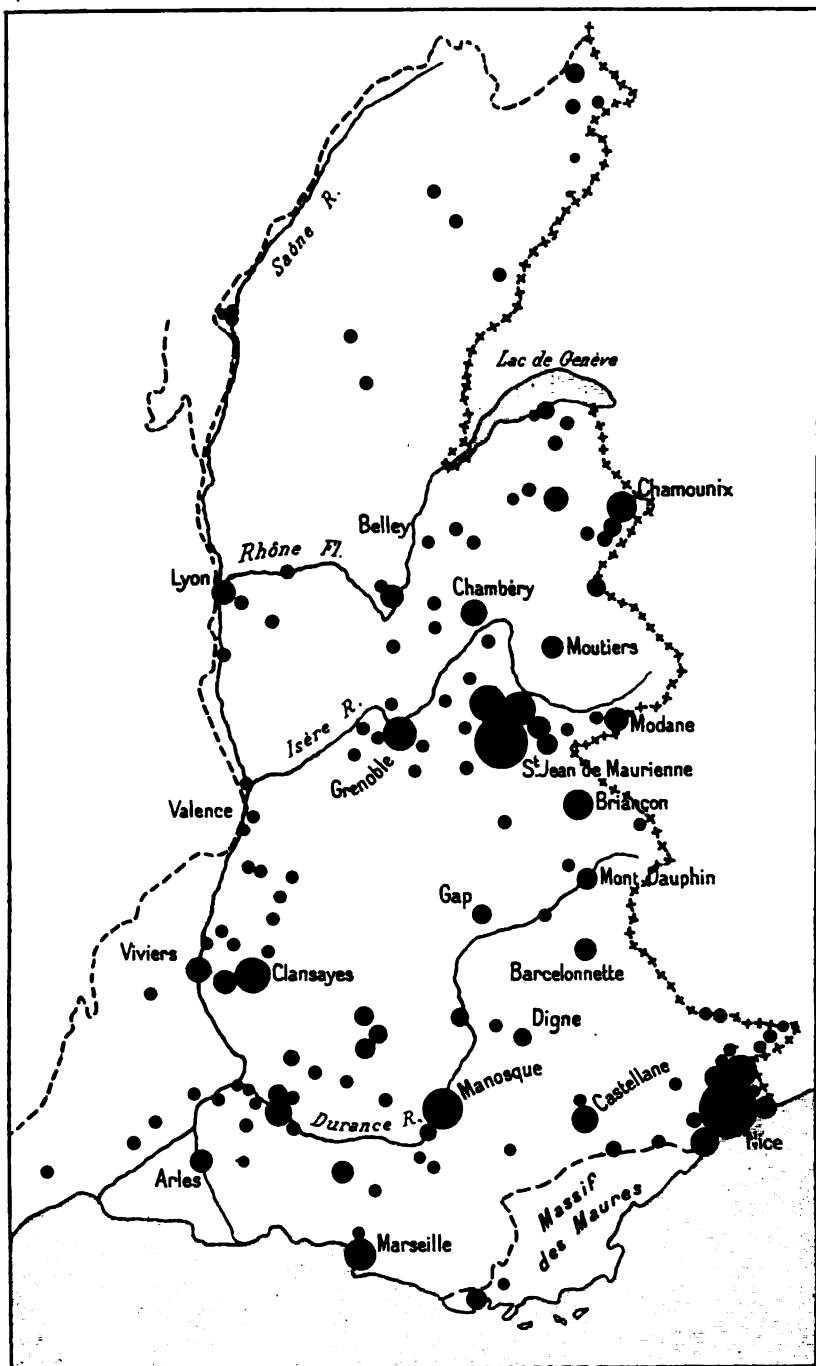 Saône R.
Lac de Genève
Chamounix
Belley
Rhône Fl.
Lyon
Chambéry
Moutiers
Isère R.
Modane
Grenoble
St. Jean de Maurienne
Briançon
Valence
Mont Dauphin
Gap
Viviers
Clansayes
Barcelonnette
Digne
Manosque
Castellane
Durance R.
Nice
Arles
Massif
des Maures
Marseille